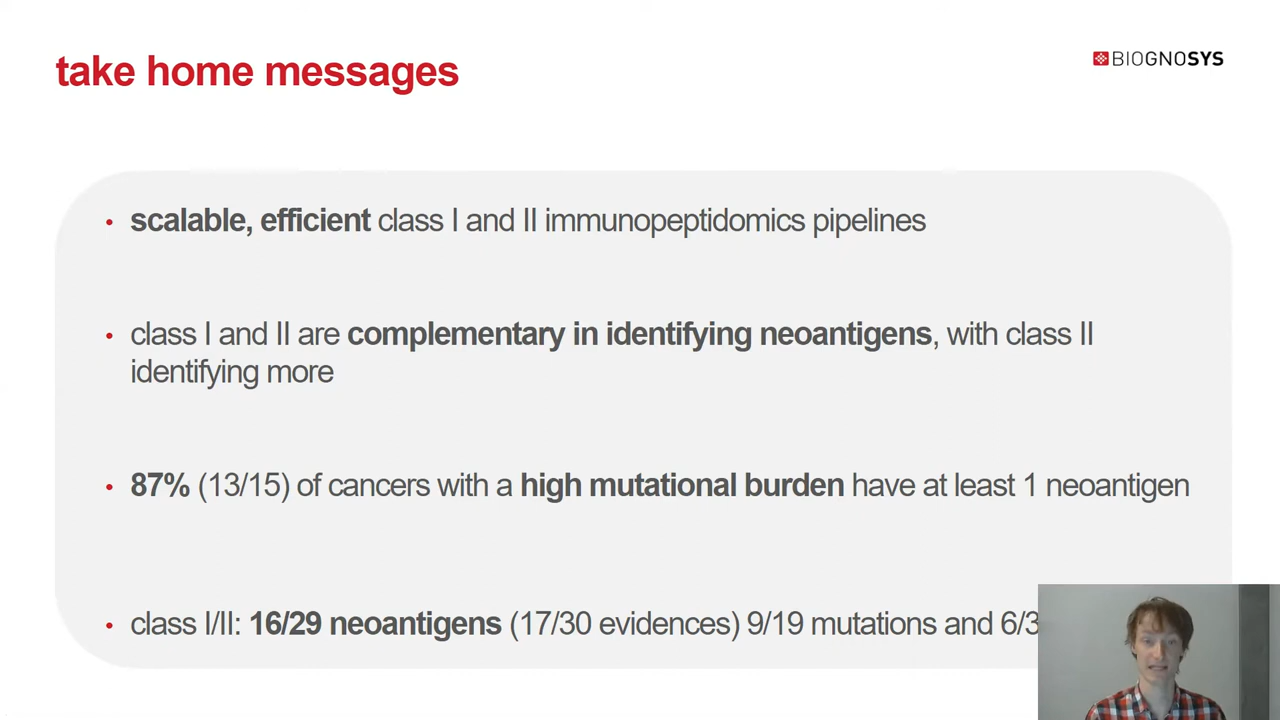 take home messages
BIOGNOSYS
• scalable, efficient class I and II immunopeptidomics pipelines
• class I and II are complementary in identifying neoantigens, with class II
identifying more
• 87% (13/15) of cancers with a high mutational burden have at least 1 neoantigen
• class I/II: 16/29 neoantigens (17/30 evidences) 9/19 mutations and